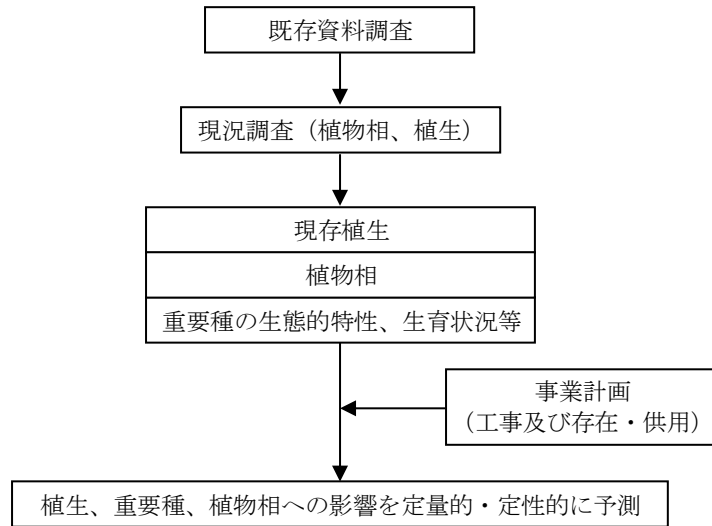 既存資料調査
現況調査（植物相、植生）
現存植生
植物相
重要種の生態的特性、生育状況等
事業計画
（工事及び存在・供用）
植生、重要種、植物相への影響を定量的・定性的に予測